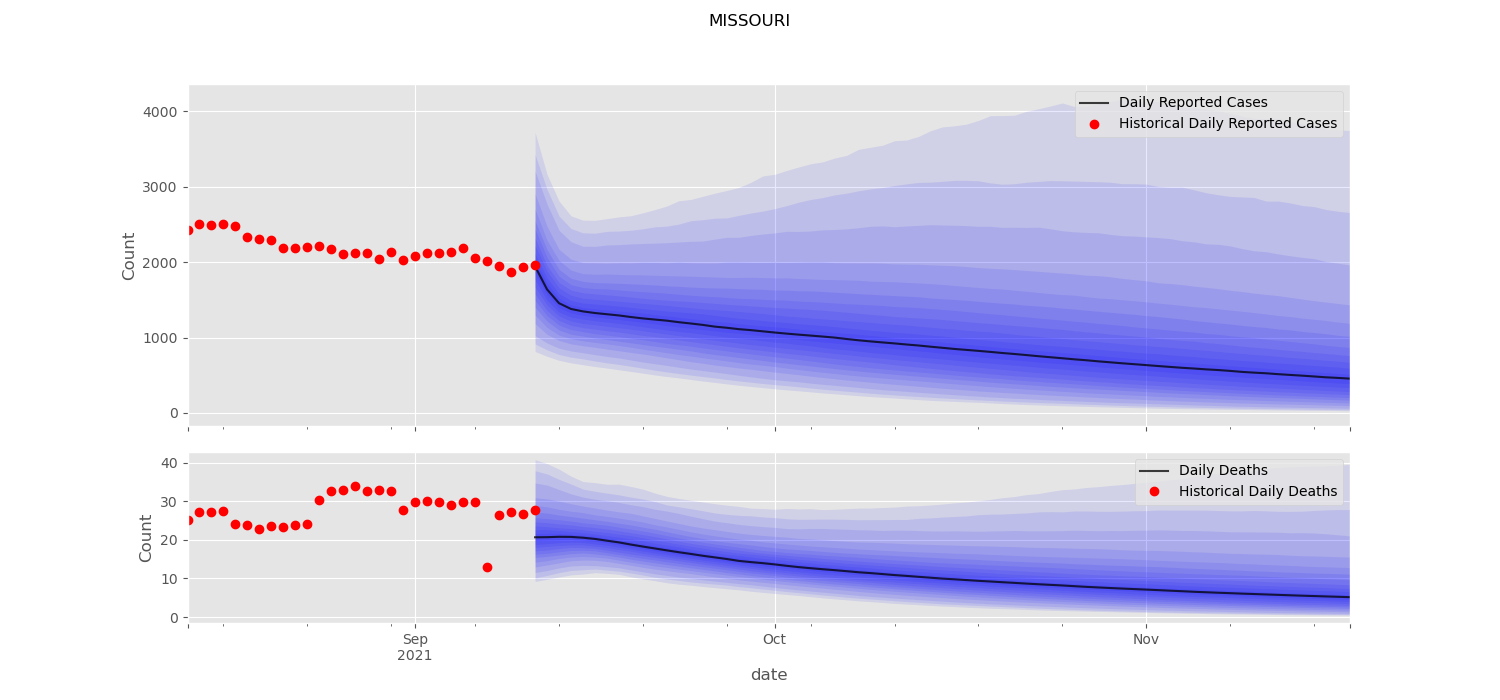 MISSOURI
4000
3000
2000
1000
0
Count
Daily Reported Cases
Historical Daily Reported Cases
40
30
20
10
0
Count
Daily Deaths
Historical Daily Deaths
Sep
2021
Oct
Nov
date